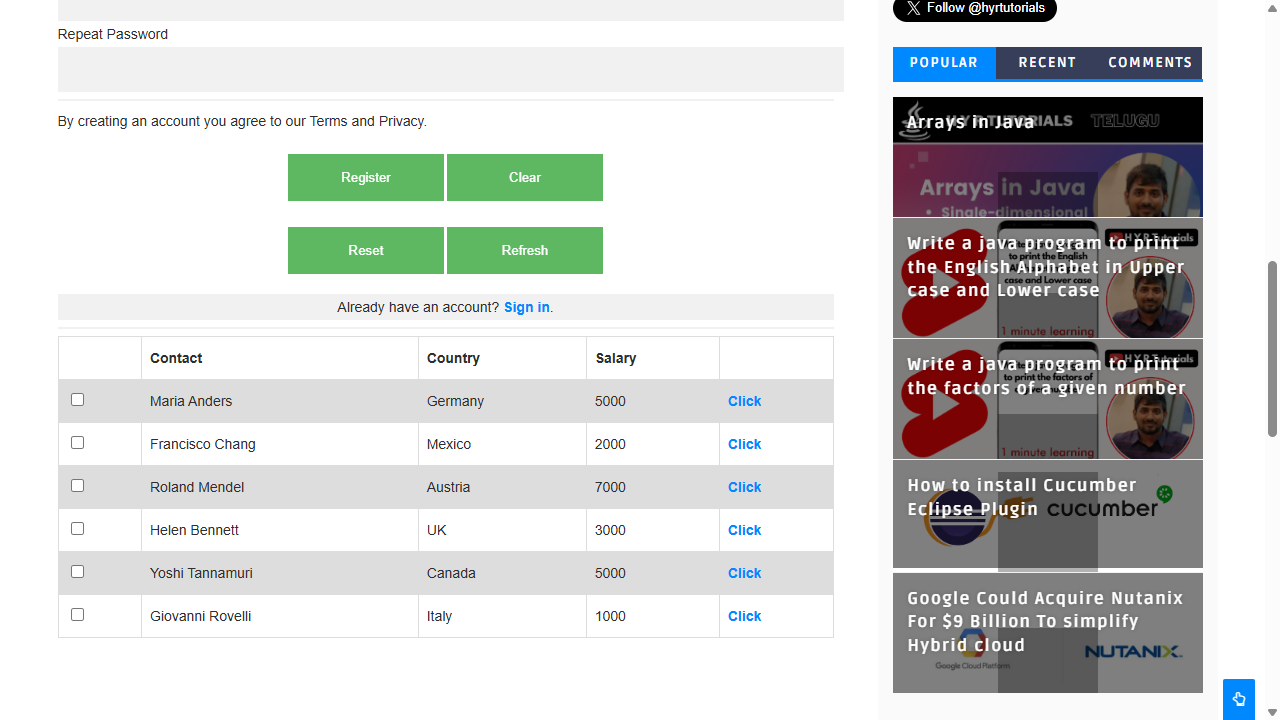 Repeat Password
By creating an account you agree to our Terms and Privacy.
Register
Clear
Reset
Refresh
Already have an account? Sign in.
Contact Country Salary
Maria Anders Germany 5000 Click
Francisco Chang Mexico 2000 Click
Roland Mendel Austria 7000 Click
Helen Bennett UK 3000 Click
Yoshi Tannamuri Canada 5000 Click
Giovanni Rovelli Italy 1000 Click
Follow @hyrtutorials
POPULAR RECENT COMMENTS
Arrays in Java
TELUGU
Arrays in Java
• Single-dimensional
Write a java program to print
the English Alphabet in Upper
case and Lower case
1 minute learning
Write a java program to print
the factors of a given number
1 minute learning
How to install Cucumber
Eclipse Plugin
cucumber
Google Could Acquire Nutanix
For $9 Billion To simplify
Hybrid cloud
Google Cloud Platform
NUTANIX